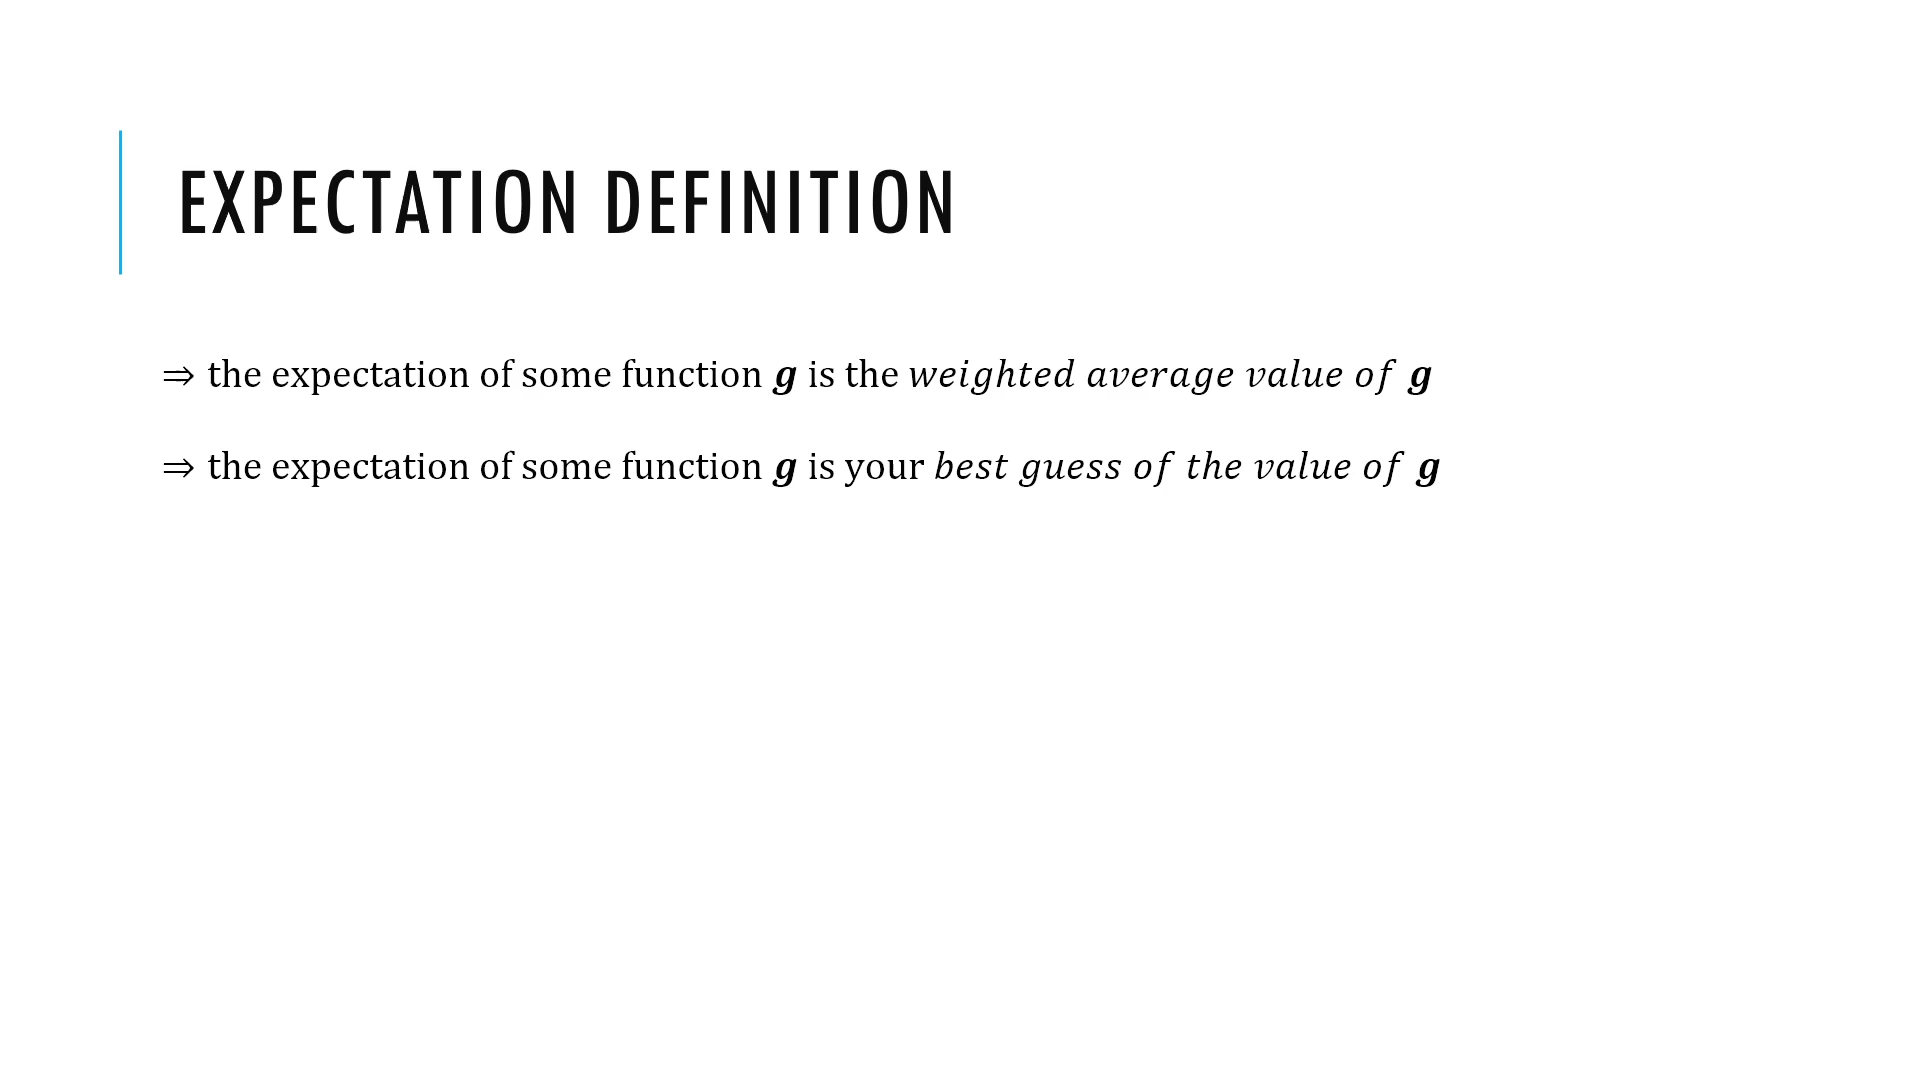 EXPECTATION DEFINITION
⇒ the expectation of some function g is the weighted average value of g
⇒ the expectation of some function g is your best guess of the value of g